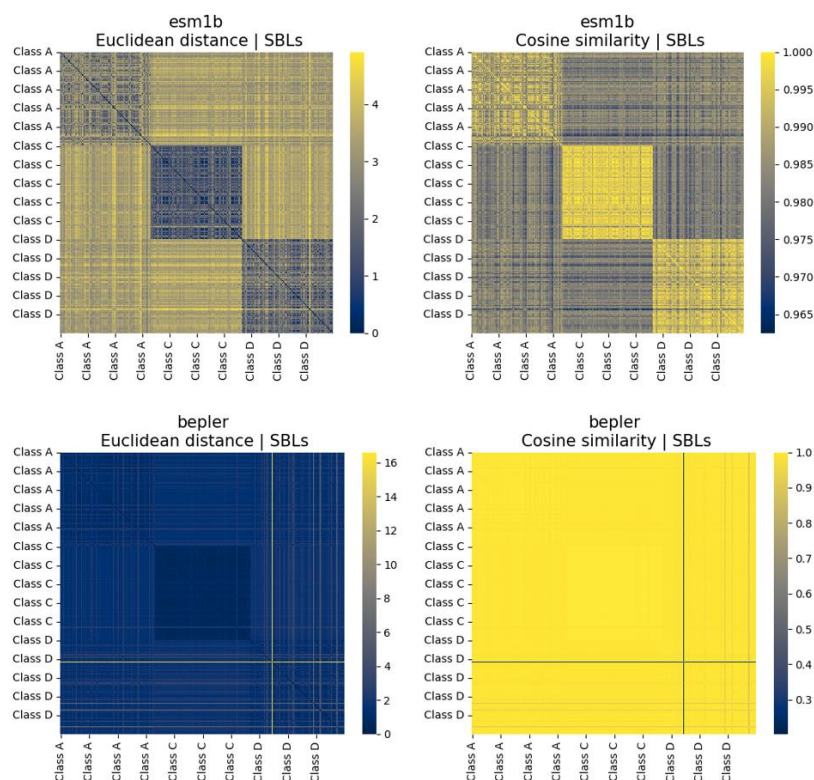 esm1b
Euclidean distance | SBLs
Class A
Class A
Class A
Class A
Class A
Class C
Class C
Class C
Class C
Class C
Class D
Class D
Class D
Class D
Class D
4
3
2
1
0
Class A
Class A
Class A
Class A
Class C
Class C
Class C
Class D
Class D
Class D
esm1b
Cosine similarity | SBLs
Class A
Class A
Class A
Class A
Class A
Class C
Class C
Class C
Class C
Class C
Class D
Class D
Class D
Class D
Class D
1.000
0.995
0.990
0.985
0.980
0.975
0.970
0.965
Class A
Class A
Class A
Class A
Class C
Class C
Class C
Class D
Class D
Class D
bepler
Euclidean distance | SBLs
Class A
Class A
Class A
Class A
Class A
Class C
Class C
Class C
Class C
Class C
Class D
Class D
Class D
Class D
Class D
16
14
12
10
8
6
4
2
0
Class A
Class A
Class A
Class A
Class C
Class C
Class C
Class D
Class D
Class D
bepler
Cosine similarity | SBLs
Class A
Class A
Class A
Class A
Class A
Class C
Class C
Class C
Class C
Class C
Class D
Class D
Class D
Class D
Class D
1.0
0.9
0.8
0.7
0.6
0.5
0.4
0.3
Class A
Class A
Class A
Class A
Class C
Class C
Class C
Class D
Class D
Class D